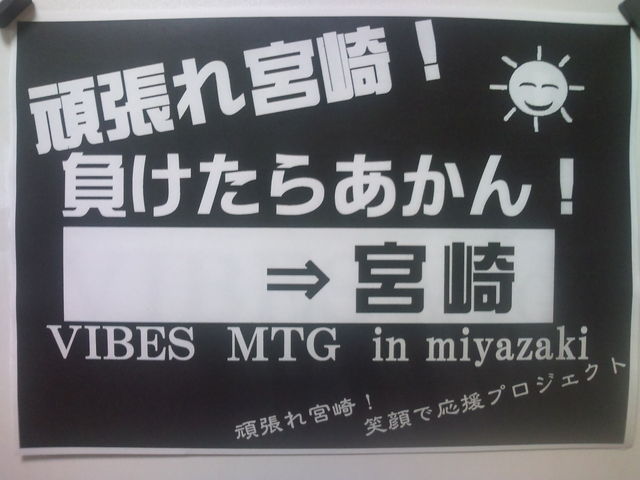 頑張れ宮崎！
負けたらあかん！
⇒ 宮崎
VIBES MTG in miyazaki
頑張れ宮崎！
笑顔で応援プロジェクト